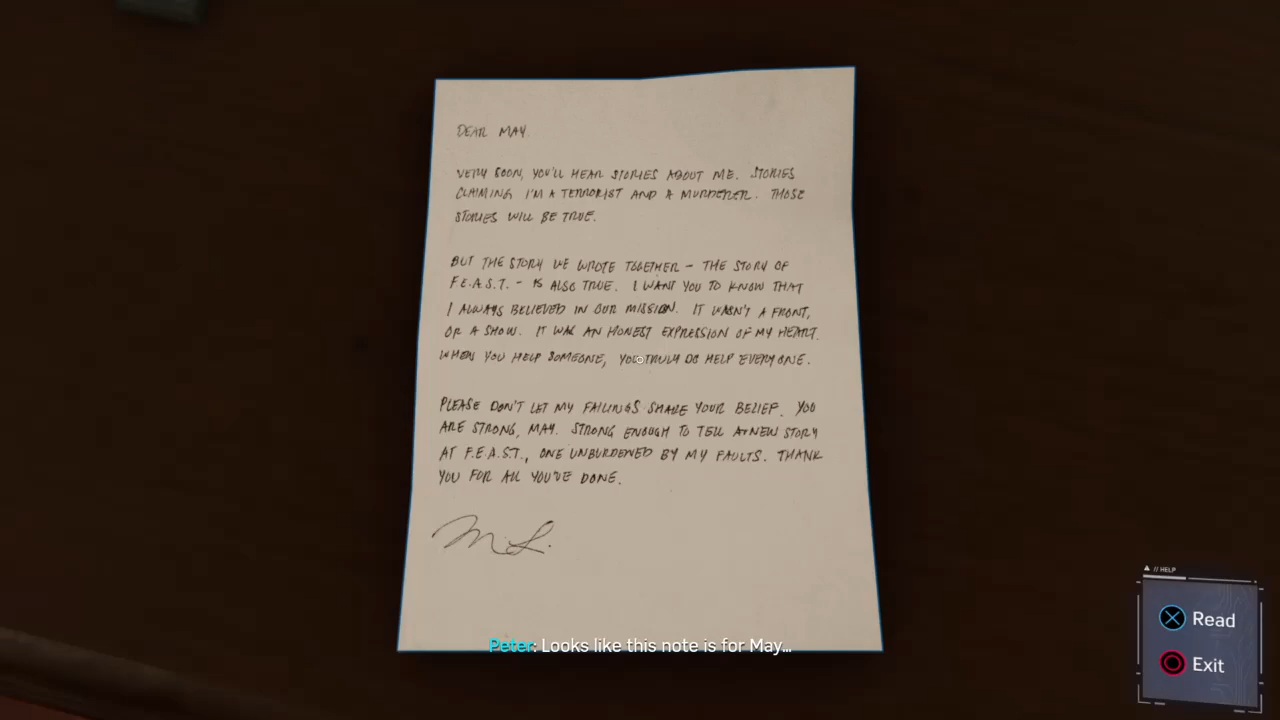 DEAR MAY.
VERY SOON, YOU'LL HEAR STORIES ABOUT ME. STORIES
CLAIMING I'M A TERRORIST AND A MURDERER. THOSE
STORIES WILL BE TRUE.
BUT THE STORY WE WROTE TOGETHER - THE STORY OF
F.E.A.S.T. - IS ALSO TRUE. I WANT YOU TO KNOW THAT
I ALWAYS BELIEVED IN OUR MISSION. IT WASN'T A FRONT,
OR A SHOW. IT WAS AN HONEST EXPRESSION OF MY HEART.
WHEN YOU HELP SOMEONE, YOU TRULY DO HELP EVERYONE.
PLEASE DON'T LET MY FAILINGS SHAKE YOUR BELIEF. YOU
ARE STRONG, MAY. STRONG ENOUGH TO TELL A NEW STORY
AT F.E.A.S.T., ONE UNBURDENED BY MY FAULTS. THANK
YOU FOR ALL YOU'VE DONE.
M L.
Peter: Looks like this note is for May...
// HELP
Read
Exit